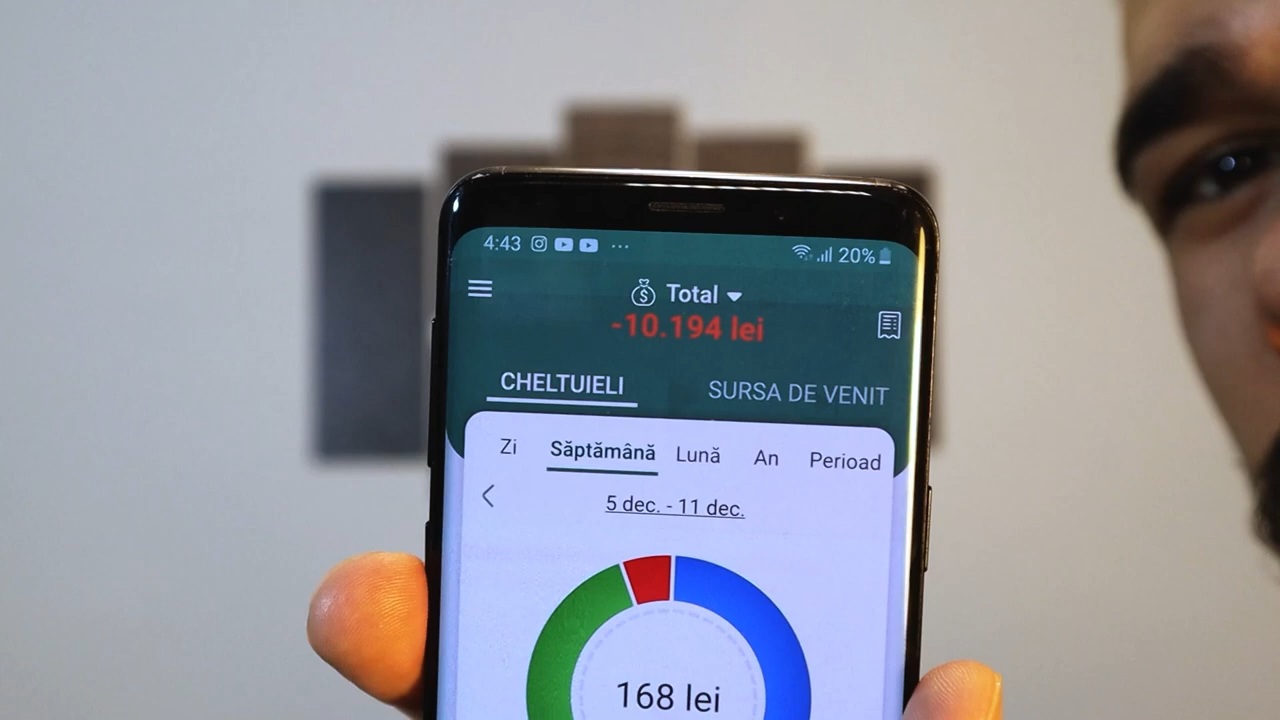 4:43 ... 20%
Total
-10.194 lei
CHELTUIELI SURSA DE VENIT
Zi Săptămână Lună An Perioad
5 dec. - 11 dec.
168 lei